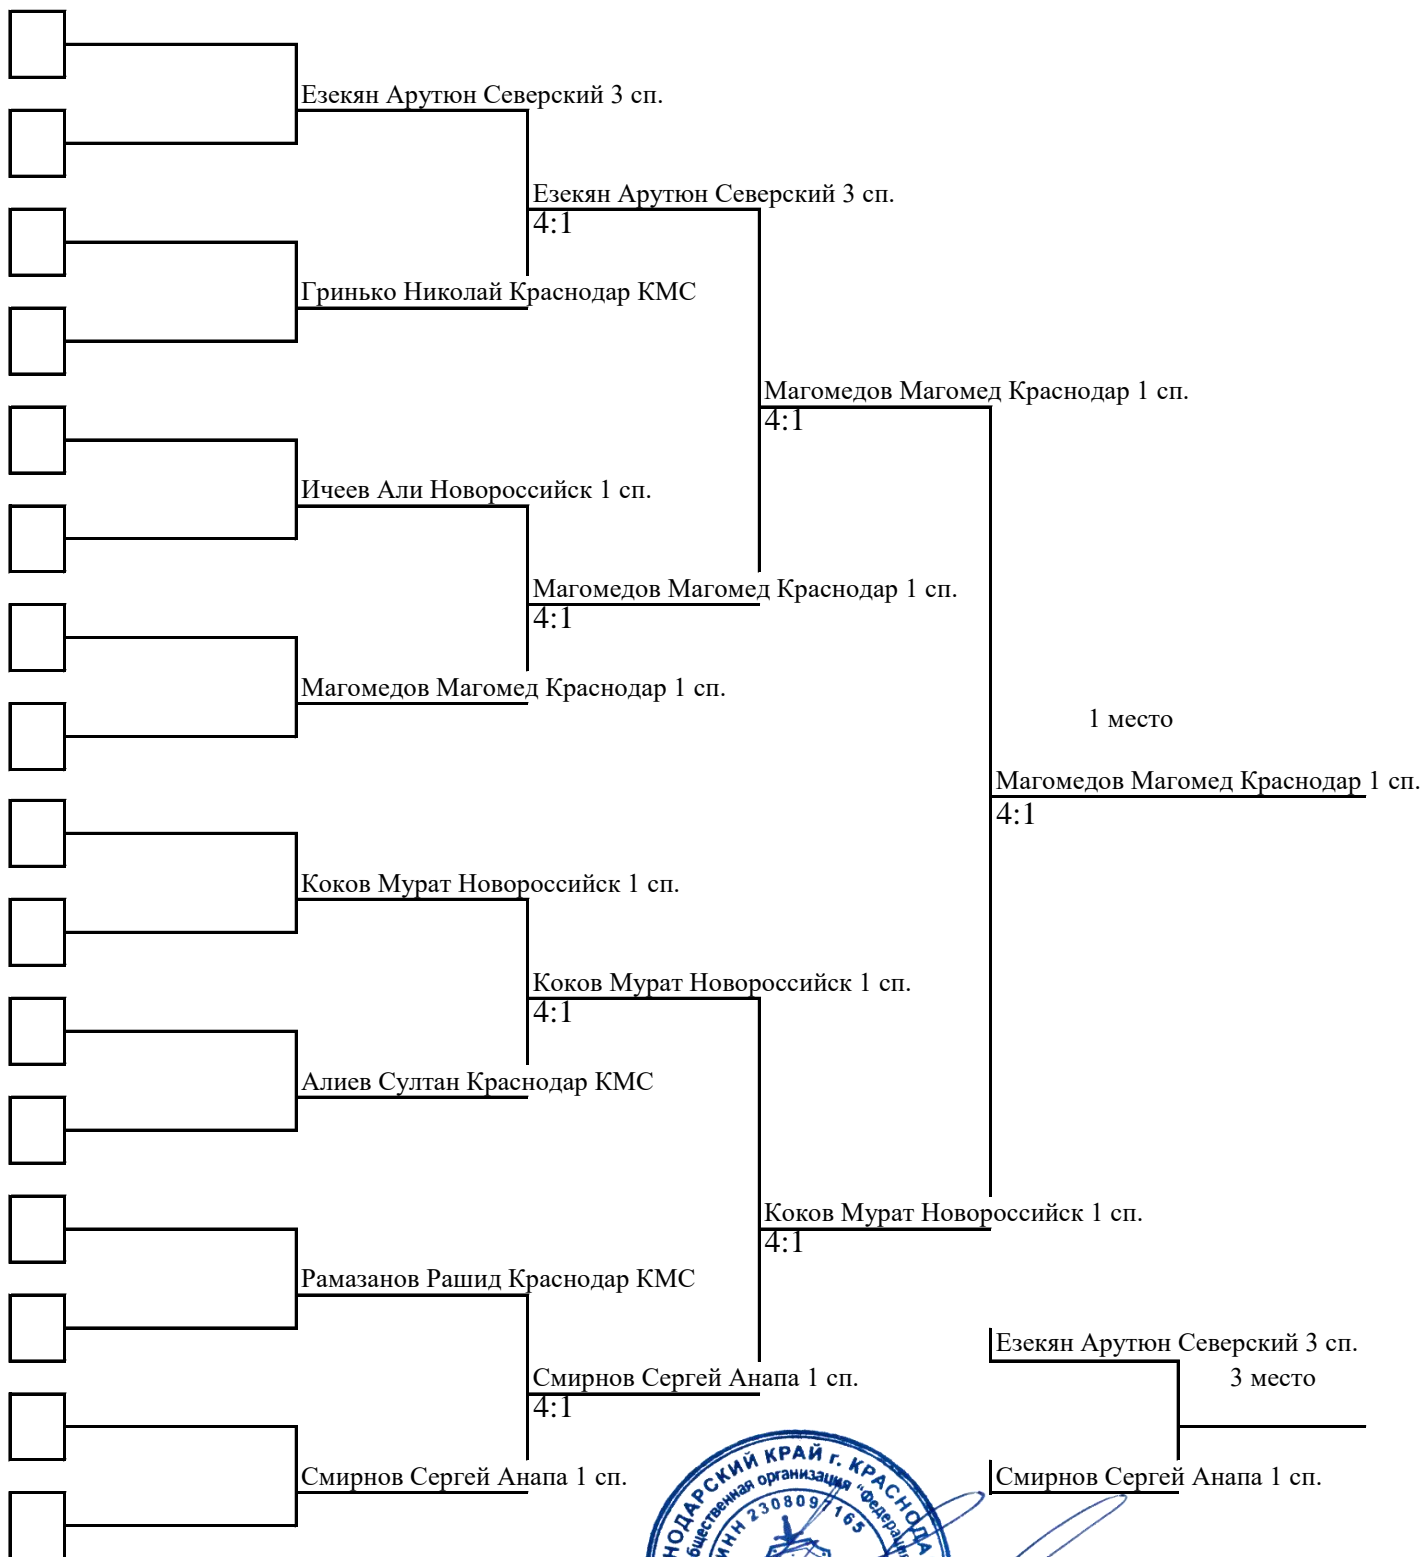 Езекян Арутюн Северский 3 сп.
Езекян Арутюн Северский 3 сп.
4:1
Гринько Николай Краснодар КМС
Магомедов Магомед Краснодар 1 сп.
4:1
Ичеев Али Новороссийск 1 сп.
Магомедов Магомед Краснодар 1 сп.
4:1
Магомедов Магомед Краснодар 1 сп.
1 место
Магомедов Магомед Краснодар 1 сп.
4:1
Коков Мурат Новороссийск 1 сп.
Коков Мурат Новороссийск 1 сп.
4:1
Алиев Султан Краснодар КМС
Коков Мурат Новороссийск 1 сп.
4:1
Рамазанов Рашид Краснодар КМС
Езекян Арутюн Северский 3 сп.
3 место
Смирнов Сергей Анапа 1 сп.
4:1
Смирнов Сергей Анапа 1 сп.
Смирнов Сергей Анапа 1 сп.
КИЙ КРАЙ г.
организация
ИНН 2308097165